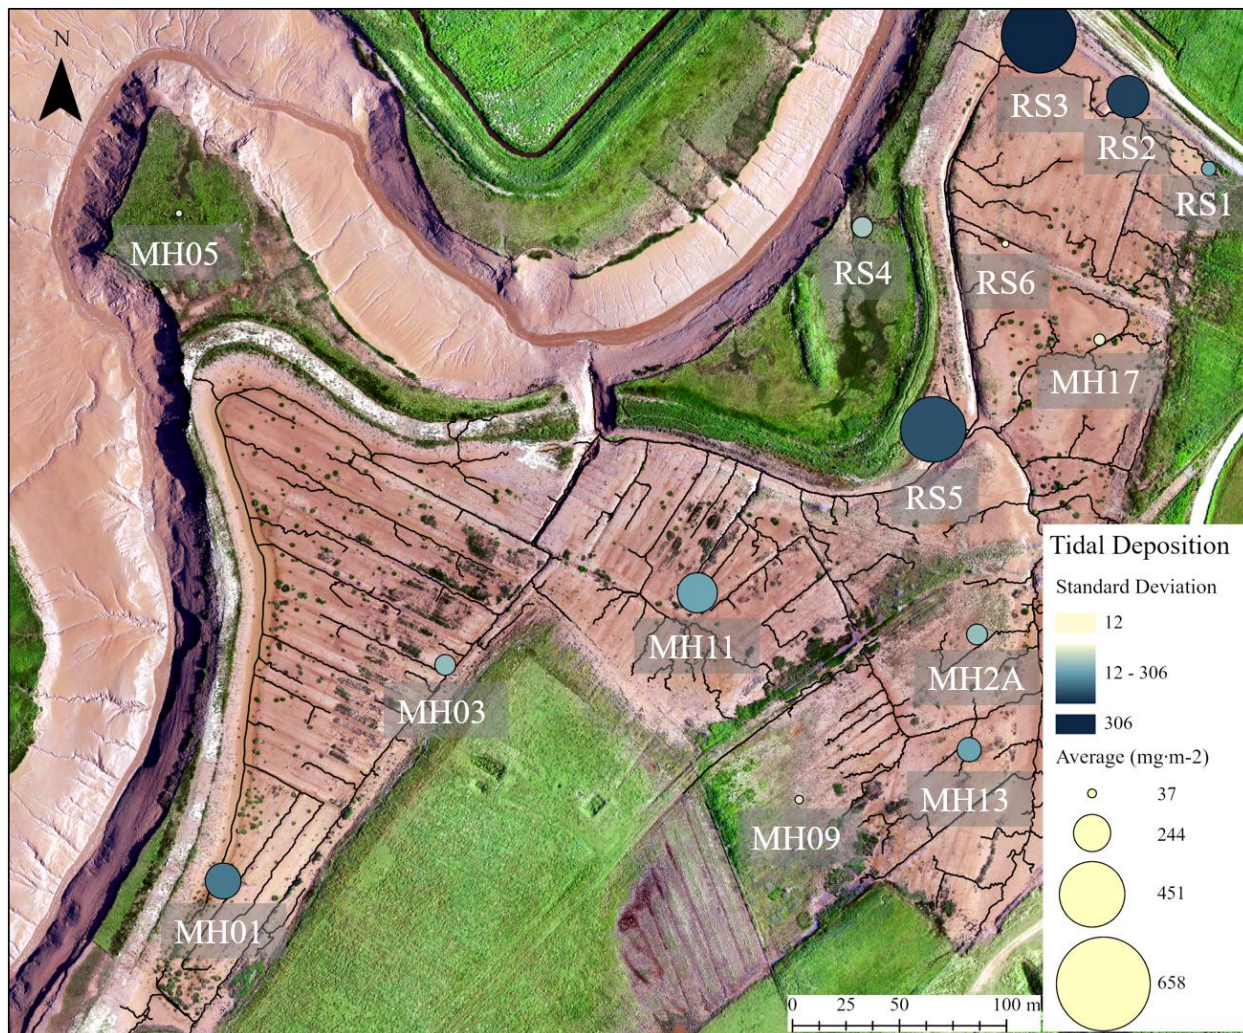 N
RS3
RS2
RS1
MH05
RS4
RS6
MH17
RS5
MH11
MH2A
MH03
MH13
MH09
MH01
Tidal Deposition
Standard Deviation
12
12 - 306
306
Average (mg·m-2)
37
244
451
658
0 25 50 100 m